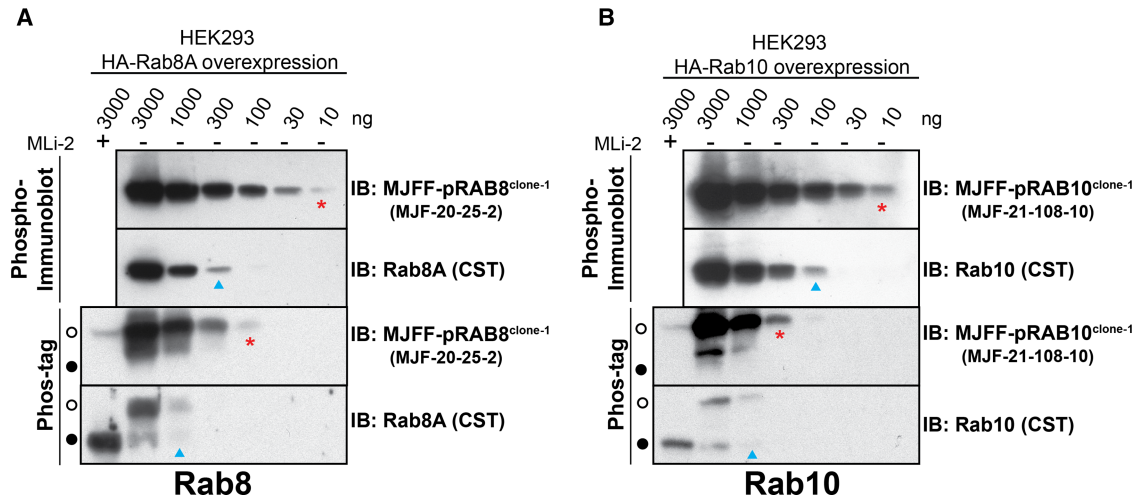 A
HEK293
HA-Rab8A overexpression
3000 3000 1000 300 100 30 10 ng
MLi-2 + - - - - - -
Phospho-
Immunoblot
IB: MJFF-pRAB8clone-1
(MJF-20-25-2)
*
IB: Rab8A (CST)
Phos-tag
IB: MJFF-pRAB8clone-1
(MJF-20-25-2)
*
IB: Rab8A (CST)
Rab8
B
HEK293
HA-Rab10 overexpression
3000 3000 1000 300 100 30 10 ng
MLi-2 + - - - - - -
Phospho-
Immunoblot
IB: MJFF-pRAB10clone-1
(MJF-21-108-10)
*
IB: Rab10 (CST)
Phos-tag
IB: MJFF-pRAB10clone-1
(MJF-21-108-10)
*
IB: Rab10 (CST)
Rab10